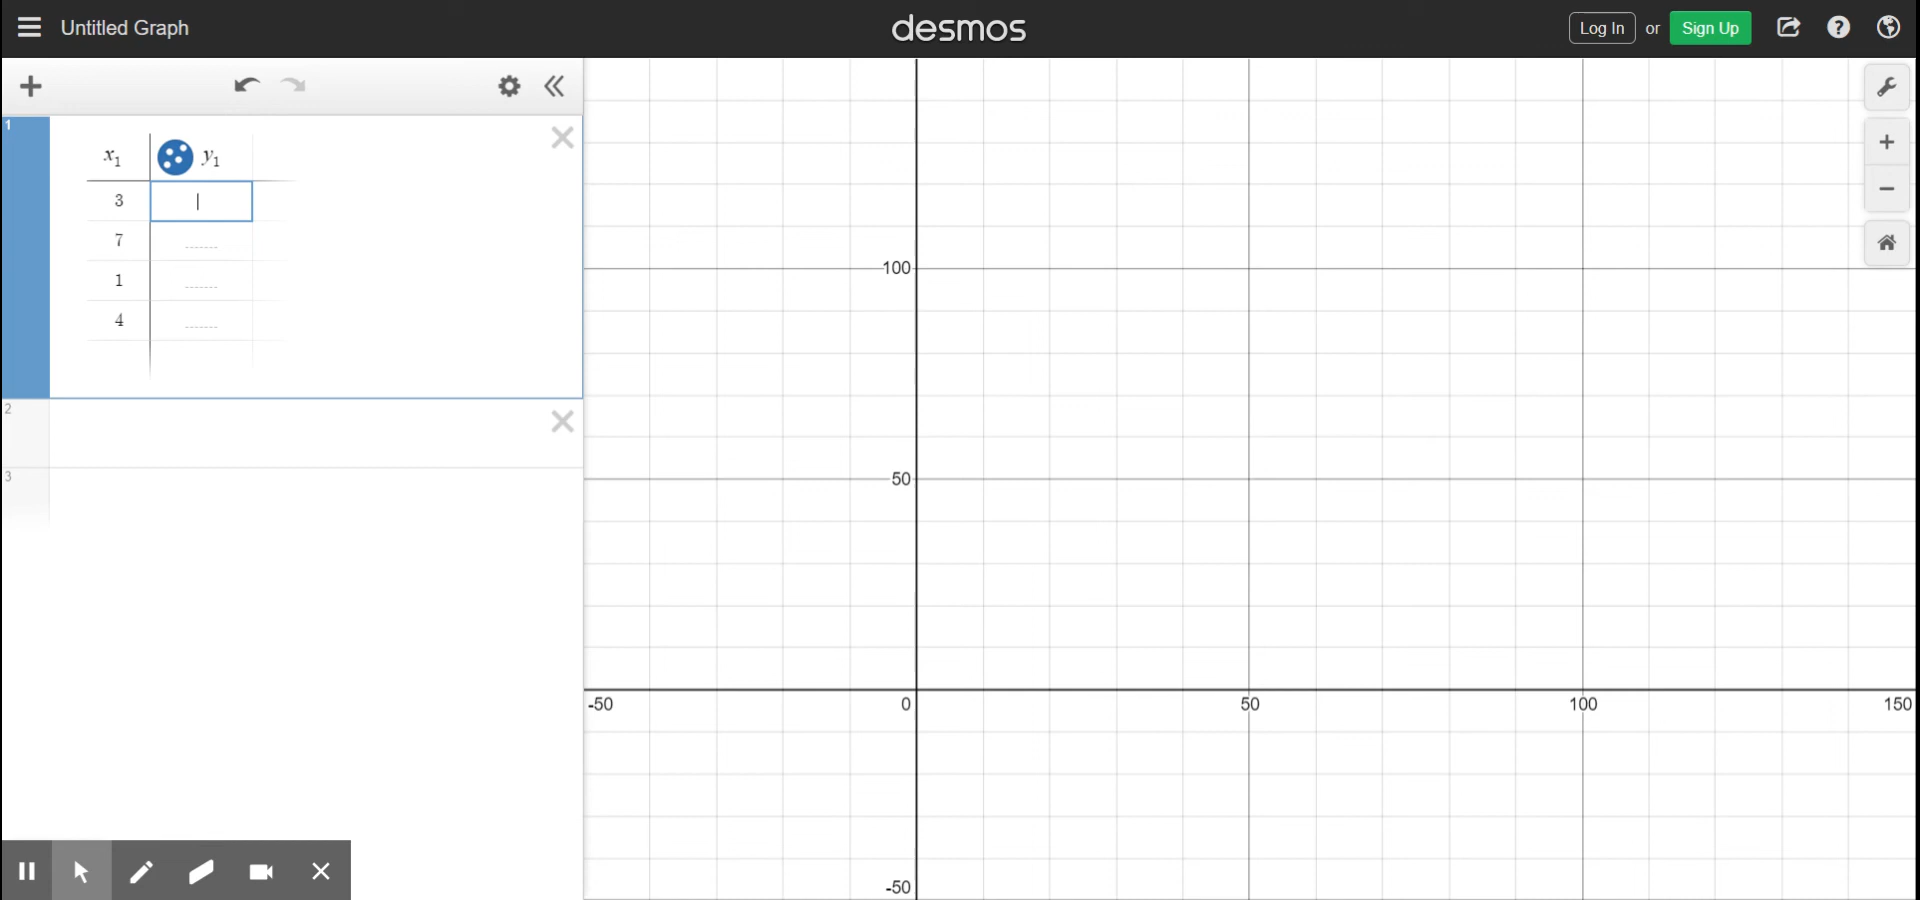 Untitled Graph
desmos
Log In or Sign Up
1
x₁ y₁
3
7
1
4
2
3
100
50
-50 0 50 100 150
-50